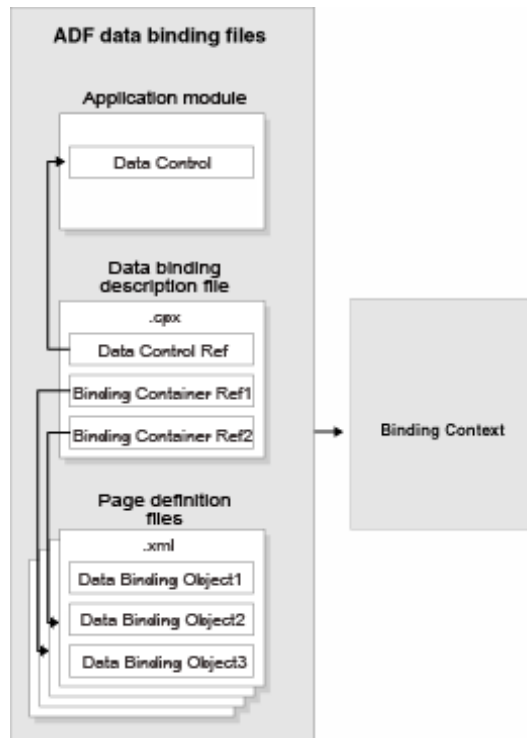 ADF data binding files
Application module
Data Control
Data binding
description file
.cpx
Data Control Ref
Binding Container Ref1
Binding Container Ref2
Binding Context
Page definition
files
.xml
Data Binding Object1
Data Binding Object2
Data Binding Object3